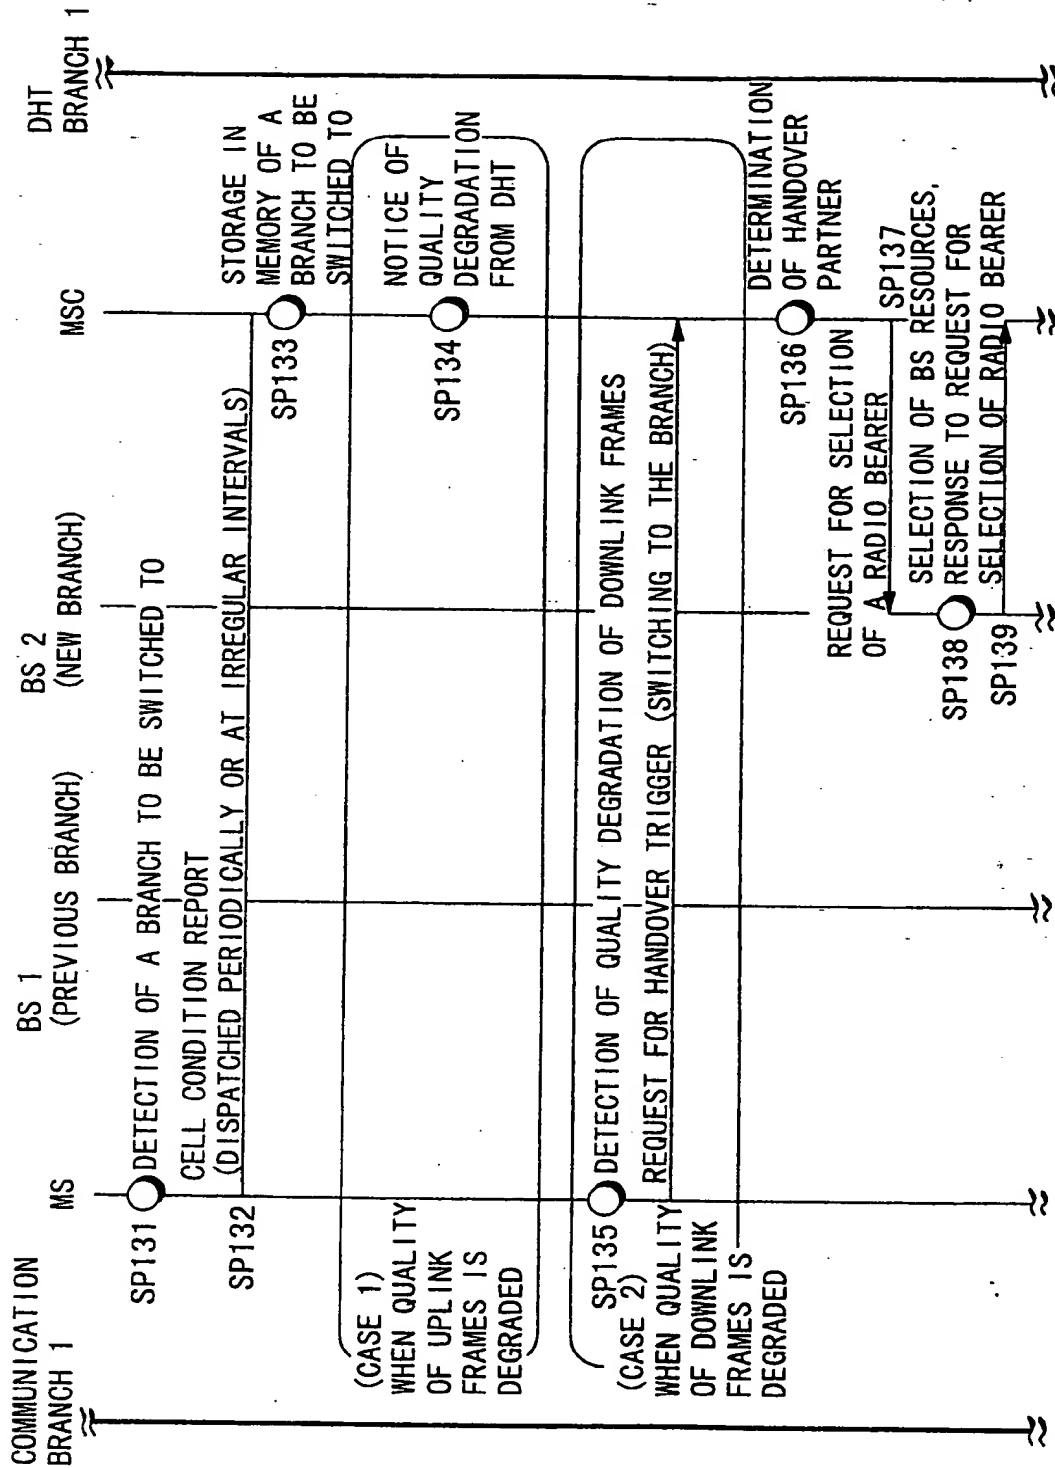 COMMUNICATION
BRANCH 1
MS
BS 1
(PREVIOUS BRANCH)
BS 2
(NEW BRANCH)
MSC
DHT
BRANCH 1
SP131
DETECTION OF A BRANCH TO BE SWITCHED TO
CELL CONDITION REPORT
(DISPATCHED PERIODICALLY OR AT IRREGULAR INTERVALS)
SP132
STORAGE IN
MEMORY OF A
BRANCH TO BE
SWITCHED TO
SP133
(CASE 1)
WHEN QUALITY
OF UPLINK
FRAMES IS
DEGRADED
NOTICE OF
QUALITY
DEGRADATION
FROM DHT
SP134
SP135
DETECTION OF QUALITY DEGRADATION OF DOWNLINK FRAMES
(CASE 2)
WHEN QUALITY
OF DOWNLINK
FRAMES IS
DEGRADED
REQUEST FOR HANDOVER TRIGGER (SWITCHING TO THE BRANCH)
DETERMINATION
OF HANDOVER
PARTNER
SP136
REQUEST FOR SELECTION
OF A RADIO BEARER
SP137
SELECTION OF BS RESOURCES,
RESPONSE TO REQUEST FOR
SELECTION OF RADIO BEARER
SP138
SP139